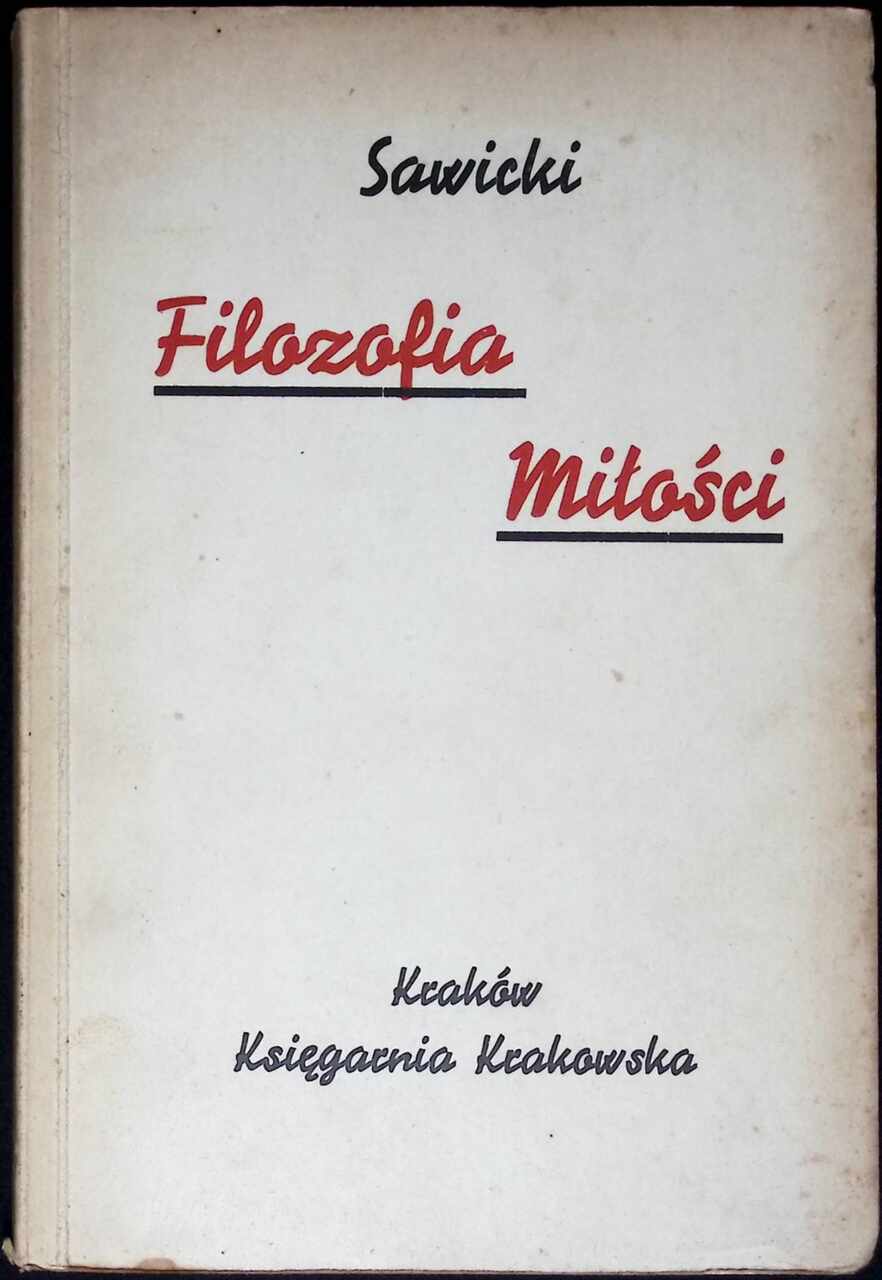 Sawicki
Filozofia
Miłości
Kraków
Księgarnia Krakowska